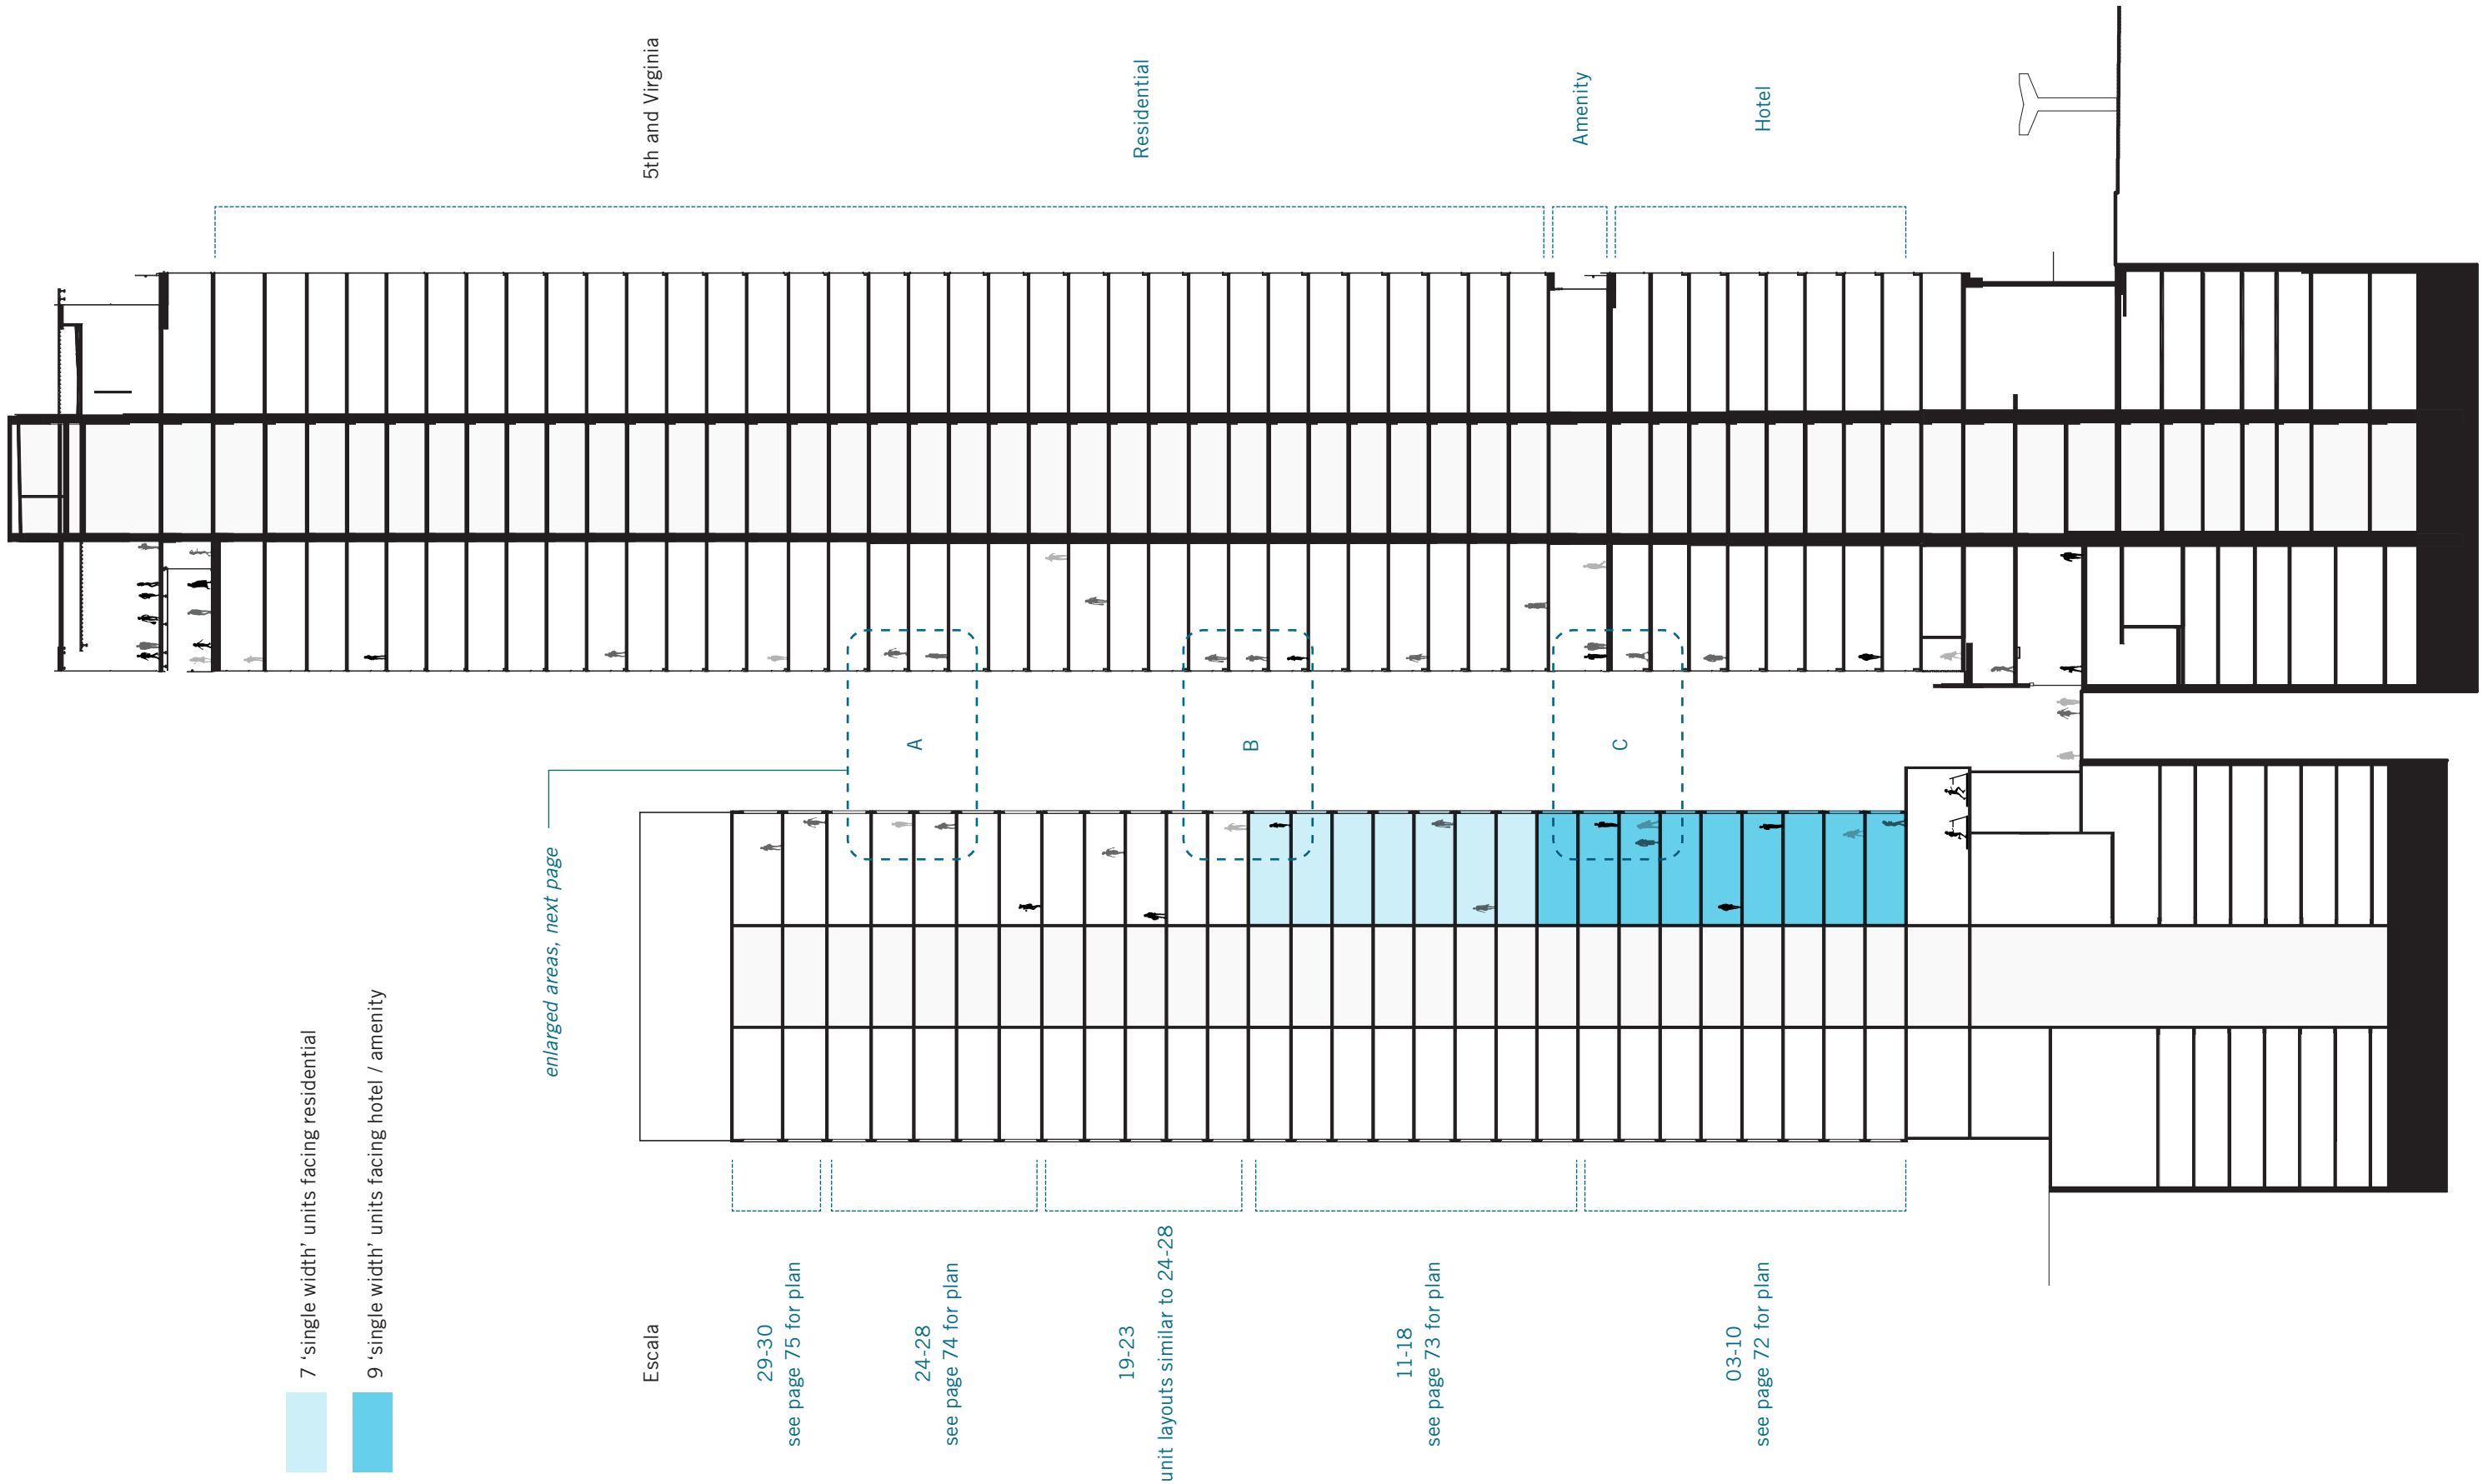 7 ‘single width’ units facing residential
9 ‘single width’ units facing hotel / amenity
enlarged areas, next page
Escala
29-30
see page 75 for plan
24-28
see page 74 for plan
19-23
unit layouts similar to 24-28
11-18
see page 73 for plan
03-10
see page 72 for plan
A
B
C
5th and Virginia
Residential
Amenity
Hotel